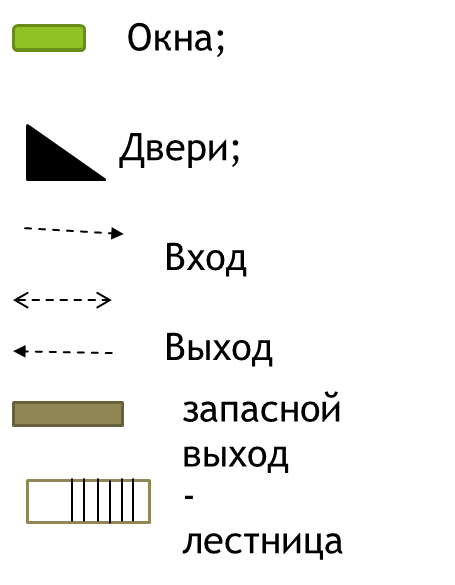 Окна;
Двери;
Вход
Выход
запасной
выход
-
лестница